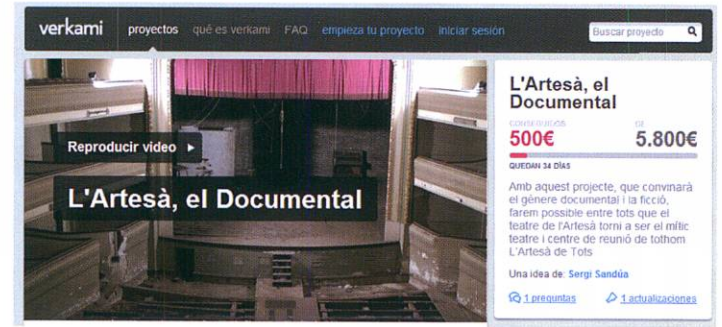 verkami proyectos qué es verkami FAQ empieza tu proyecto iniciar sesión Buscar proyecto
Reproducir video
L'Artesà, el Documental
L'Artesà, el
Documental
CONSEGUIDOS DE
500€ 5.800€
QUEDAN 34 DÍAS
Amb aquest projecte, que convinarà
el gènere documental i la ficció,
farem possible entre tots que el
teatre de l'Artesà torni a ser el mític
teatre i centre de reunió de tothom
L'Artesà de Tots
Una idea de: Sergi Sandúa
1 preguntas 1 actualizaciones